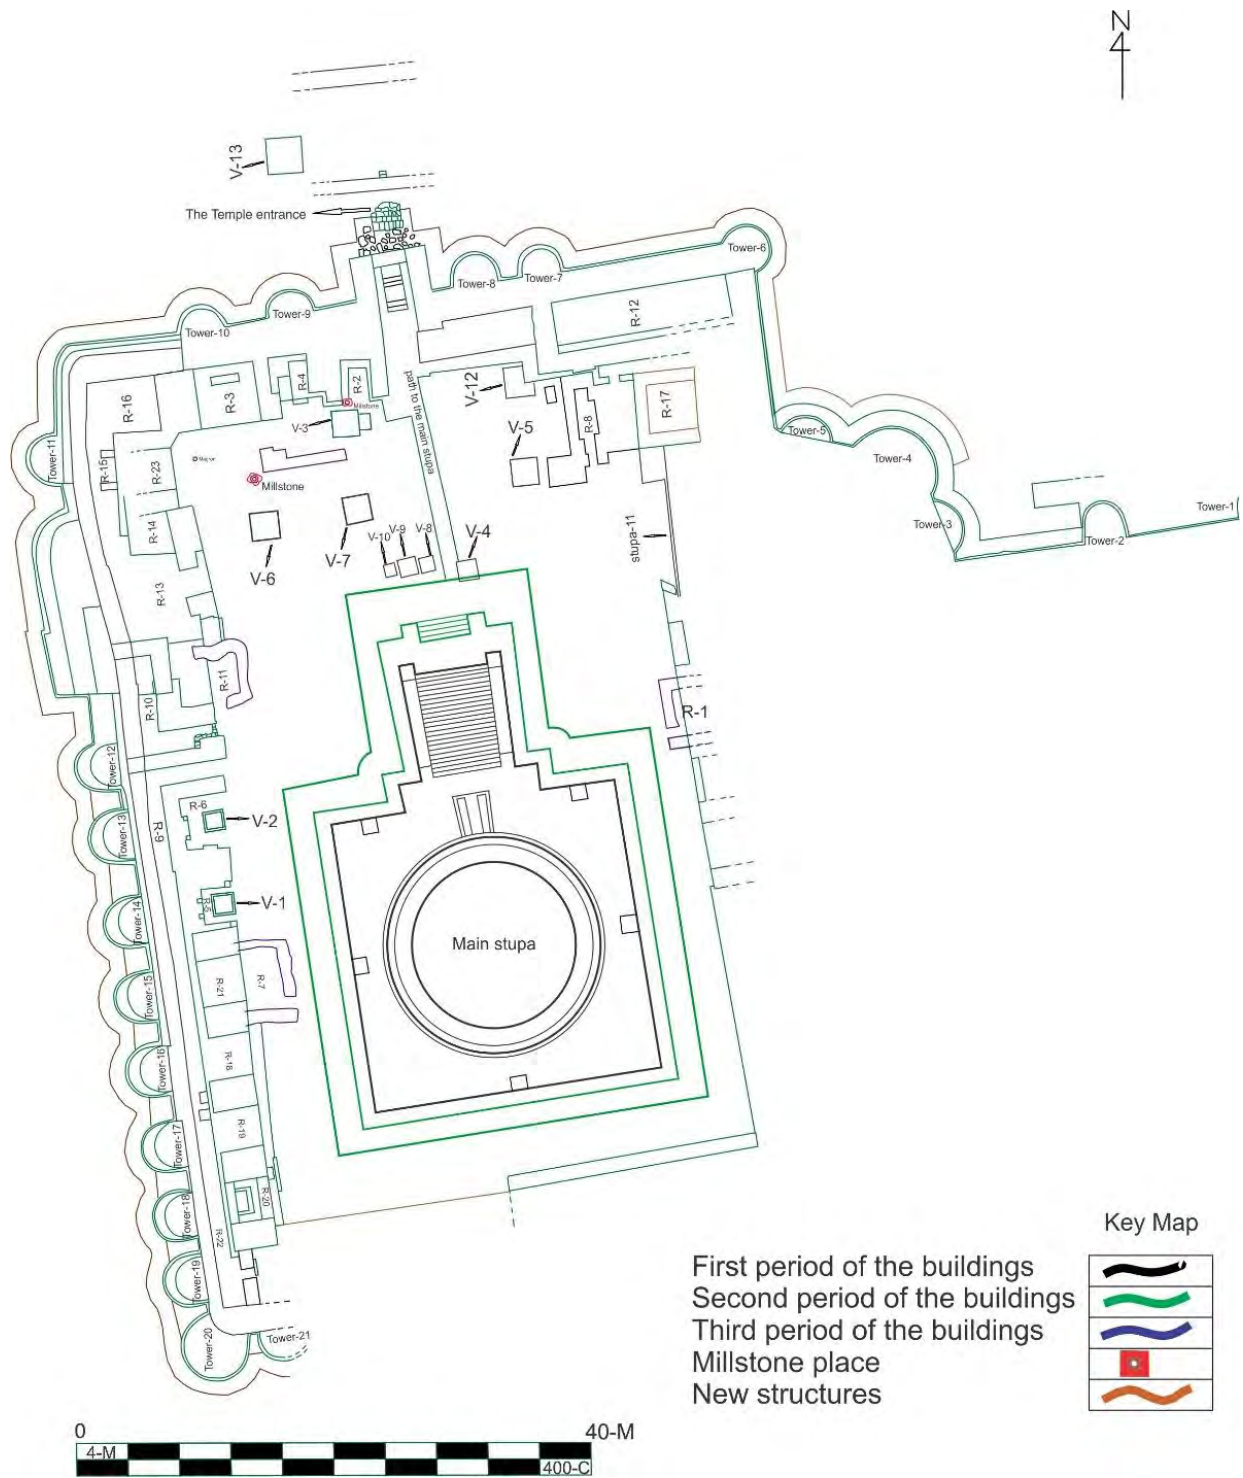 N
4
V-13
The Temple entrance
Tower-6
Tower-8
Tower-7
Tower-9
Tower-10
R-12
R-4
R-2
path to the main stupa
V-12
R-16
R-3
Millstone
V-3
V-5
R-8
R-17
Tower-5
Tower-4
Tower-11
R-15
R-23
Millstone
R-14
V-6
V-7
V-10
V-9
V-8
V-4
stupa-11
Tower-3
Tower-2
Tower-1
R-13
R-11
R-10
R-1
Tower-12
R-6
V-2
Tower-13
R-9
R-5
V-1
Tower-14
Main stupa
R-21
R-7
Tower-15
R-18
Tower-16
R-19
Tower-17
R-20
Tower-18
R-22
Tower-19
Tower-20
Tower-21
Key Map
First period of the buildings
Second period of the buildings
Third period of the buildings
Millstone place
New structures
0
40-M
4-M
400-C